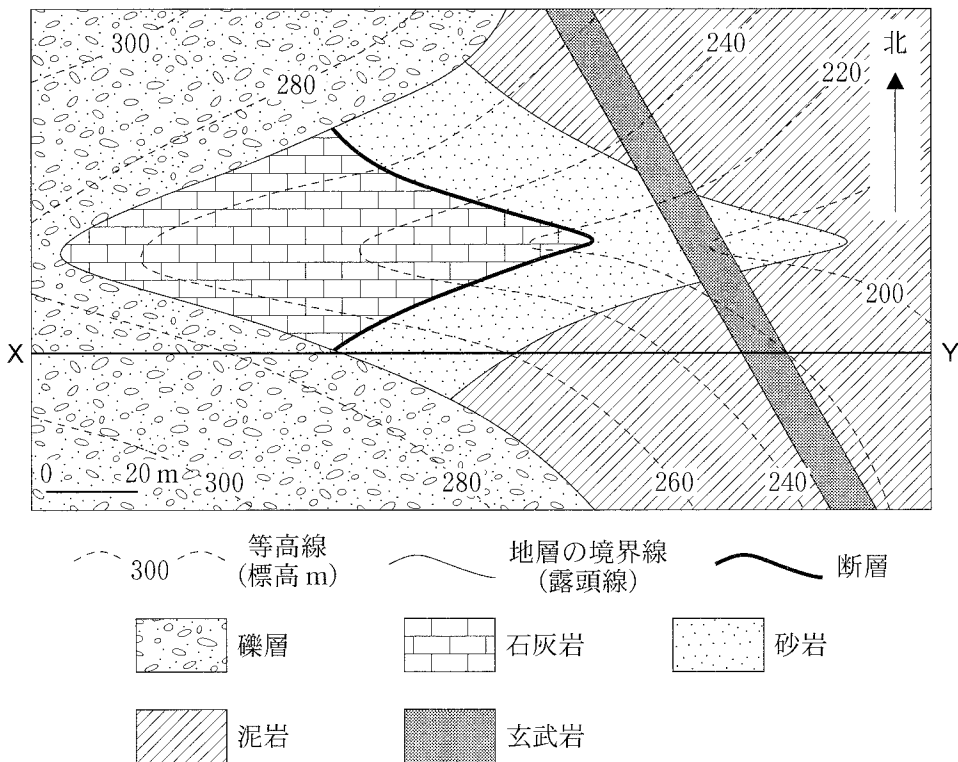 300
240
北
280
220
200
X
Y
0 20 m
300
280
260
240
等高線
(標高 m)
300
地層の境界線
(露頭線)
断層
礫層
石灰岩
砂岩
泥岩
玄武岩